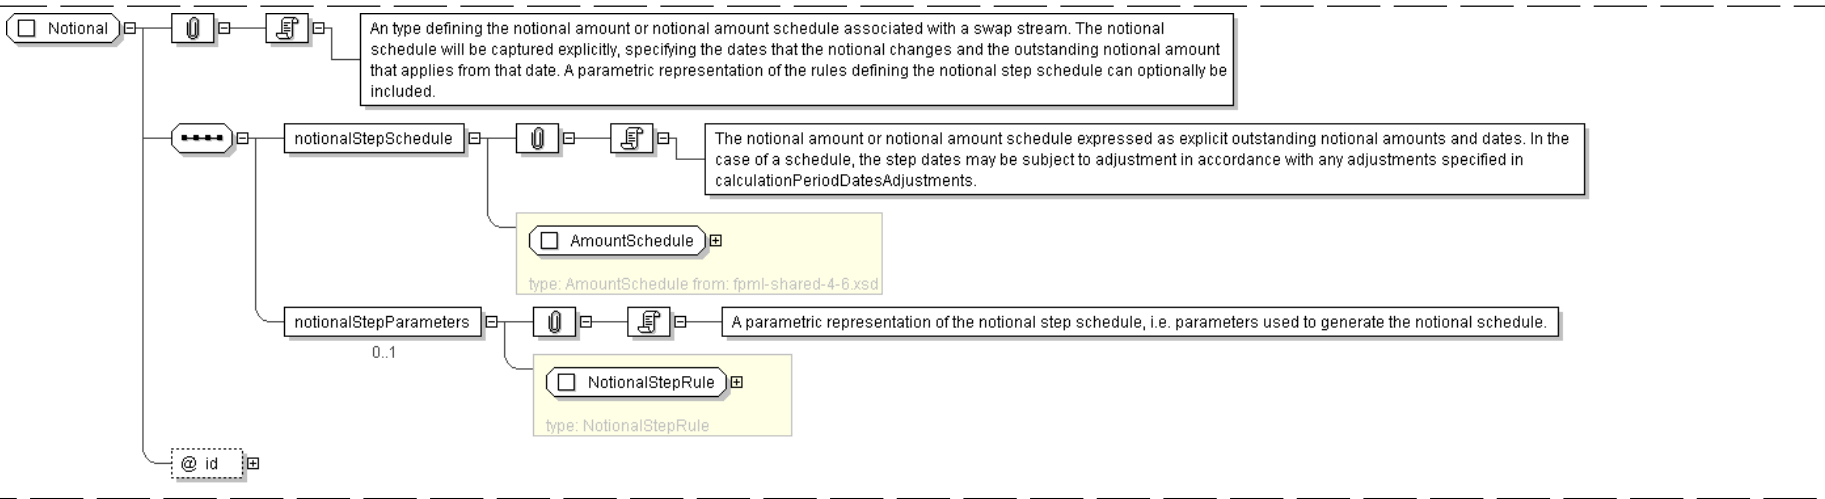 Notional
An type defining the notional amount or notional amount schedule associated with a swap stream. The notional
schedule will be captured explicitly, specifying the dates that the notional changes and the outstanding notional amount
that applies from that date. A parametric representation of the rules defining the notional step schedule can optionally be
included.
notionalStepSchedule
The notional amount or notional amount schedule expressed as explicit outstanding notional amounts and dates. In the
case of a schedule, the step dates may be subject to adjustment in accordance with any adjustments specified in
calculationPeriodDatesAdjustments.
AmountSchedule
type: AmountSchedule from: fpml-shared-4-6.xsd
notionalStepParameters
0..1
A parametric representation of the notional step schedule, i.e. parameters used to generate the notional schedule.
NotionalStepRule
type: NotionalStepRule
@ id